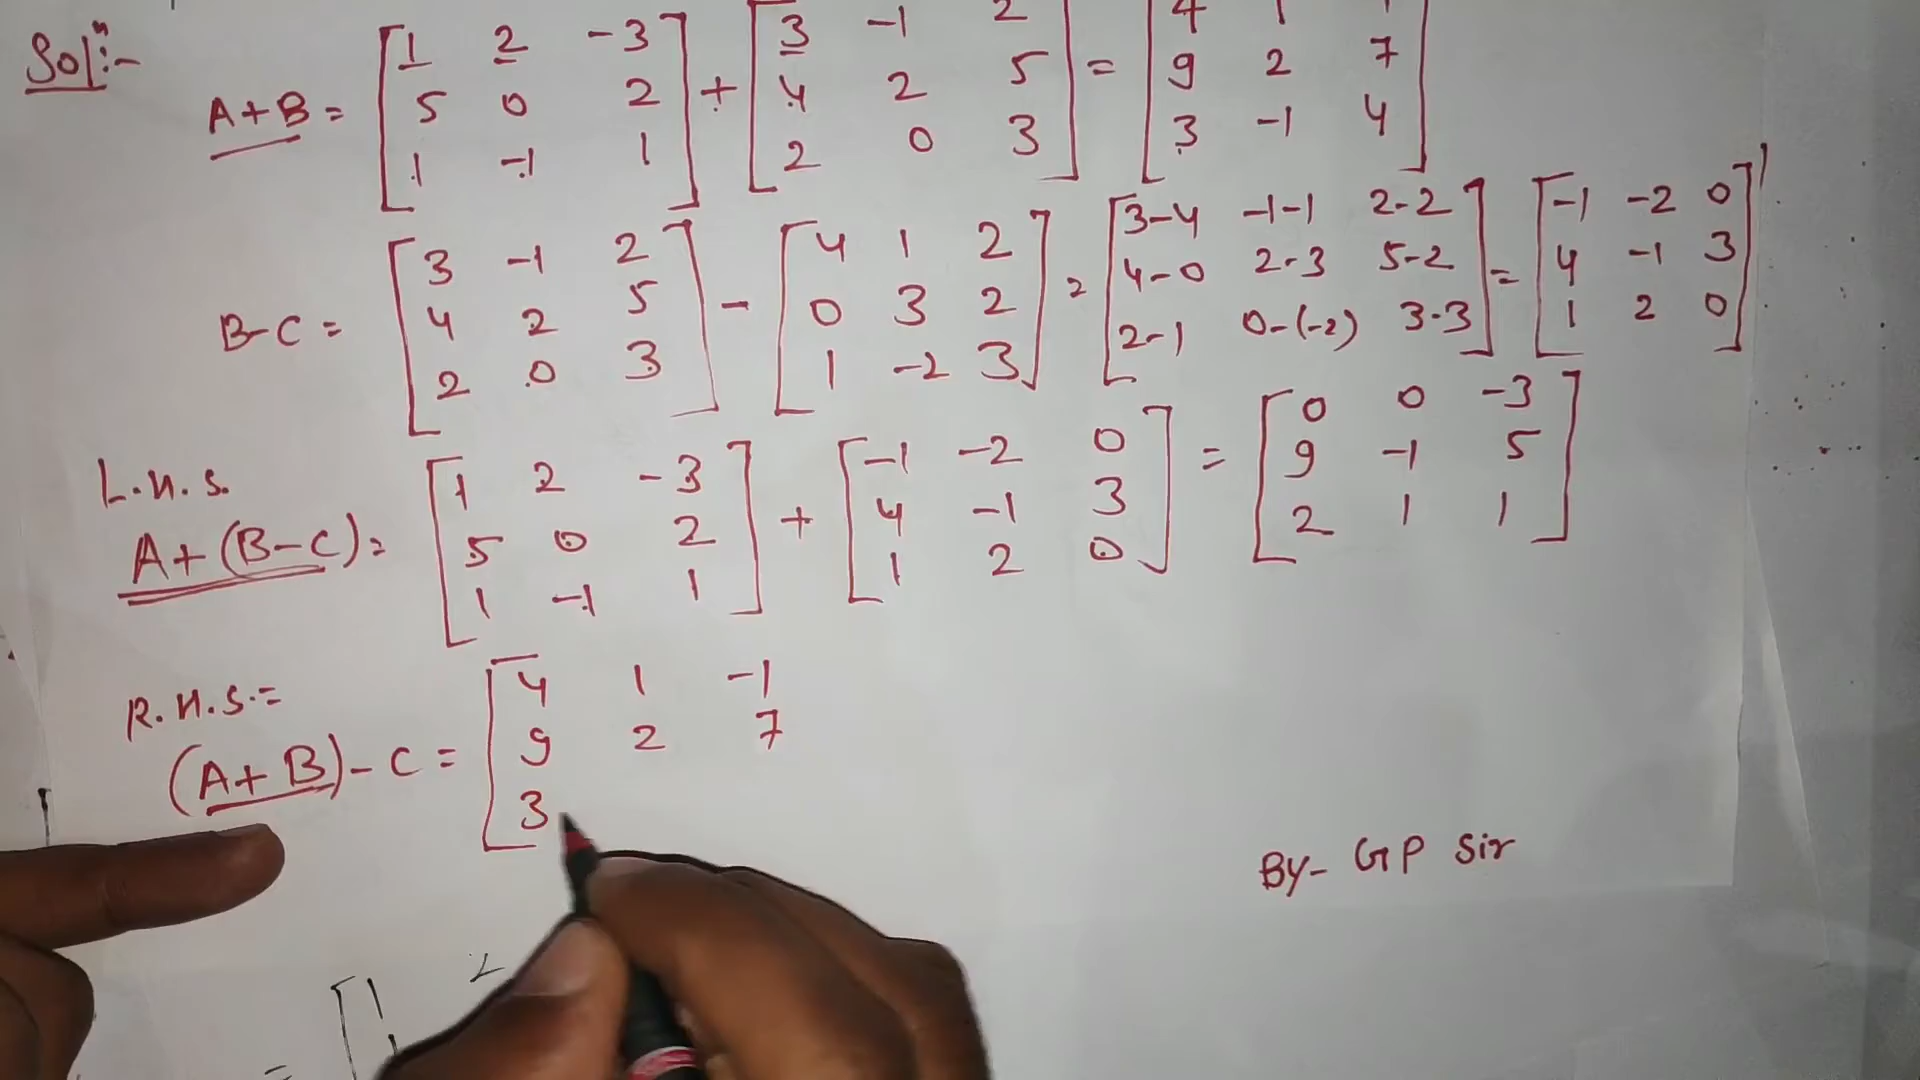 Sol^n:-
A+B = [1 2 -3 + [3 -1 2 = [4 1
5 0 2] 4 2 5] 9 2 7
1 -1 1 2 0 3 3 -1 4]
B-C = [3 -1 2 - [4 1 2 = [3-4 -1-1 2-2 = [-1 -2 0
4 2 5] 0 3 2] 4-0 2-3 5-2] 4 -1 3]
2 0 3 1 -2 3 2-1 0-(-2) 3-3 1 2 0
L.H.S.
A+(B-C) = [1 2 -3 + [-1 -2 0 = [0 0 -3
5 0 2] 4 -1 3] 9 -1 5]
1 -1 1 1 2 0 2 1 1
R.H.S. =
(A+B)-C = [4 1 -1
9 2 7
3
By- GP Sir